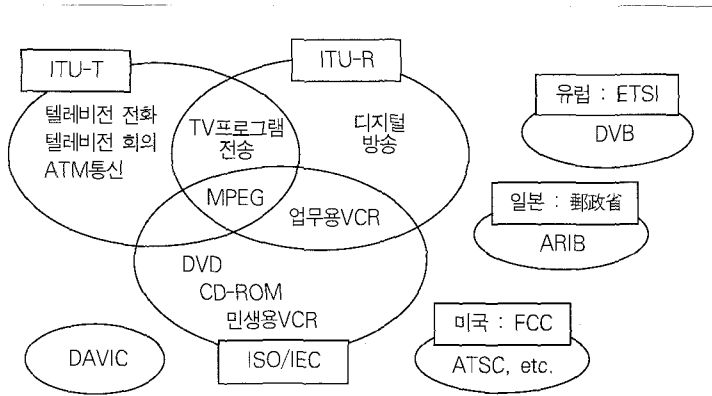 ITU-T
ITU-R
텔레비전 전화
텔레비전 회의
ATM통신
TV프로그램
전송
디지털
방송
MPEG
업무용VCR
DVD
CD-ROM
민생용VCR
ISO/IEC
DAVIC
유럽 : ETSI
DVB
일본 : 郵政省
ARIB
미국 : FCC
ATSC, etc.